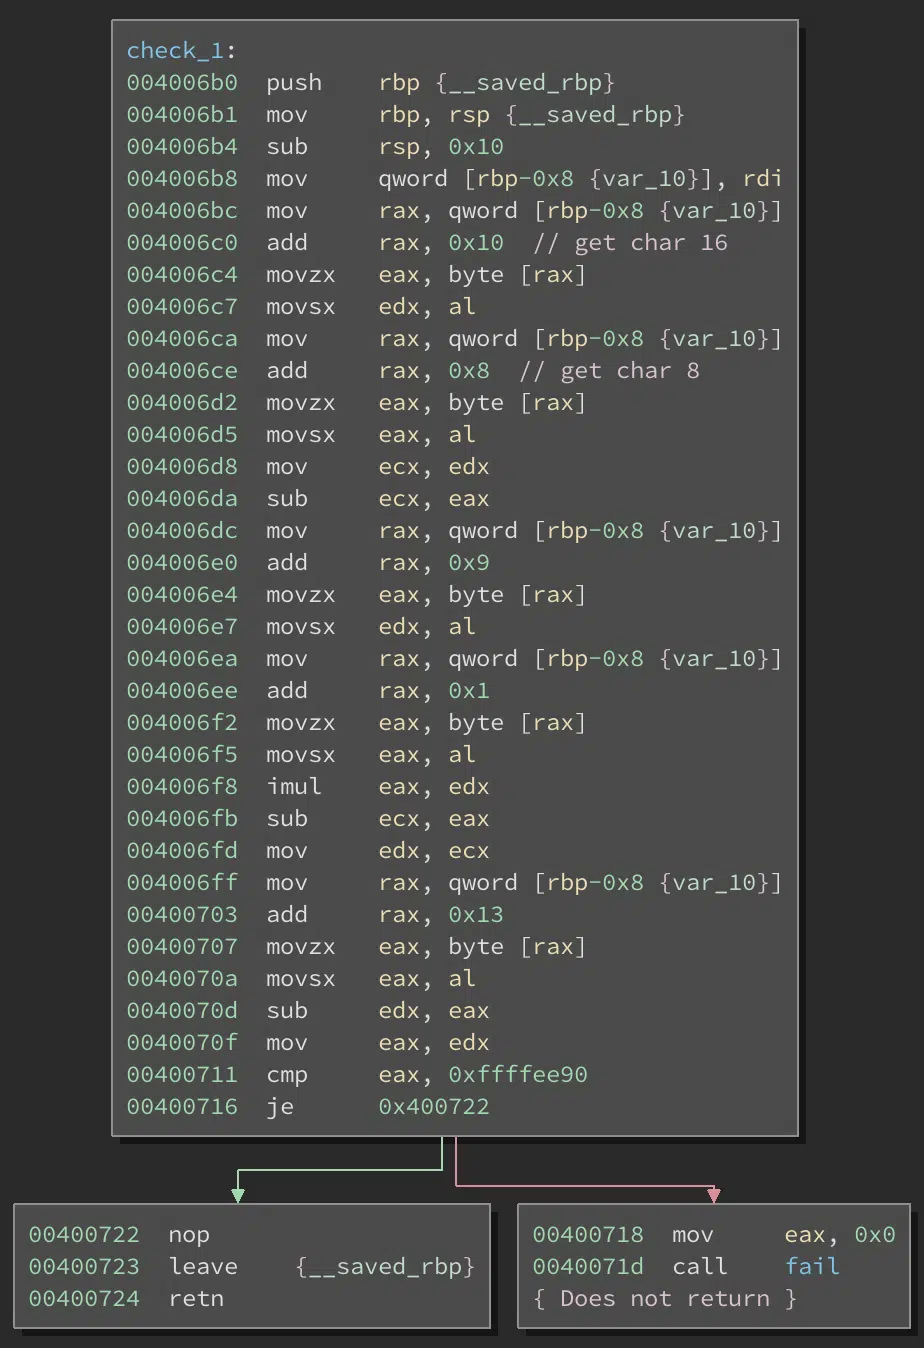 check_1:
004006b0 push rbp {__saved_rbp}
004006b1 mov rbp, rsp {__saved_rbp}
004006b4 sub rsp, 0x10
004006b8 mov qword [rbp-0x8 {var_10}], rdi
004006bc mov rax, qword [rbp-0x8 {var_10}]
004006c0 add rax, 0x10 // get char 16
004006c4 movzx eax, byte [rax]
004006c7 movsx edx, al
004006ca mov rax, qword [rbp-0x8 {var_10}]
004006ce add rax, 0x8 // get char 8
004006d2 movzx eax, byte [rax]
004006d5 movsx eax, al
004006d8 mov ecx, edx
004006da sub ecx, eax
004006dc mov rax, qword [rbp-0x8 {var_10}]
004006e0 add rax, 0x9
004006e4 movzx eax, byte [rax]
004006e7 movsx edx, al
004006ea mov rax, qword [rbp-0x8 {var_10}]
004006ee add rax, 0x1
004006f2 movzx eax, byte [rax]
004006f5 movsx eax, al
004006f8 imul eax, edx
004006fb sub ecx, eax
004006fd mov edx, ecx
004006ff mov rax, qword [rbp-0x8 {var_10}]
00400703 add rax, 0x13
00400707 movzx eax, byte [rax]
0040070a movsx eax, al
0040070d sub edx, eax
0040070f mov eax, edx
00400711 cmp eax, 0xffffee90
00400716 je 0x400722
00400722 nop
00400723 leave {__saved_rbp}
00400724 retn
00400718 mov eax, 0x0
0040071d call fail
{ Does not return }